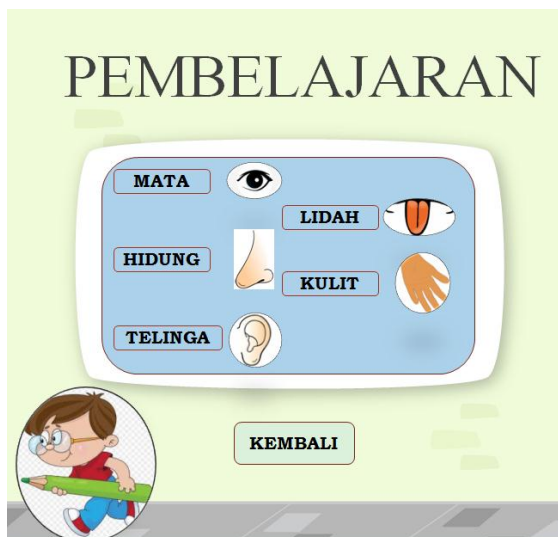 PEMBELAJARAN
MATA
LIDAH
HIDUNG
KULIT
TELINGA
KEMBALI